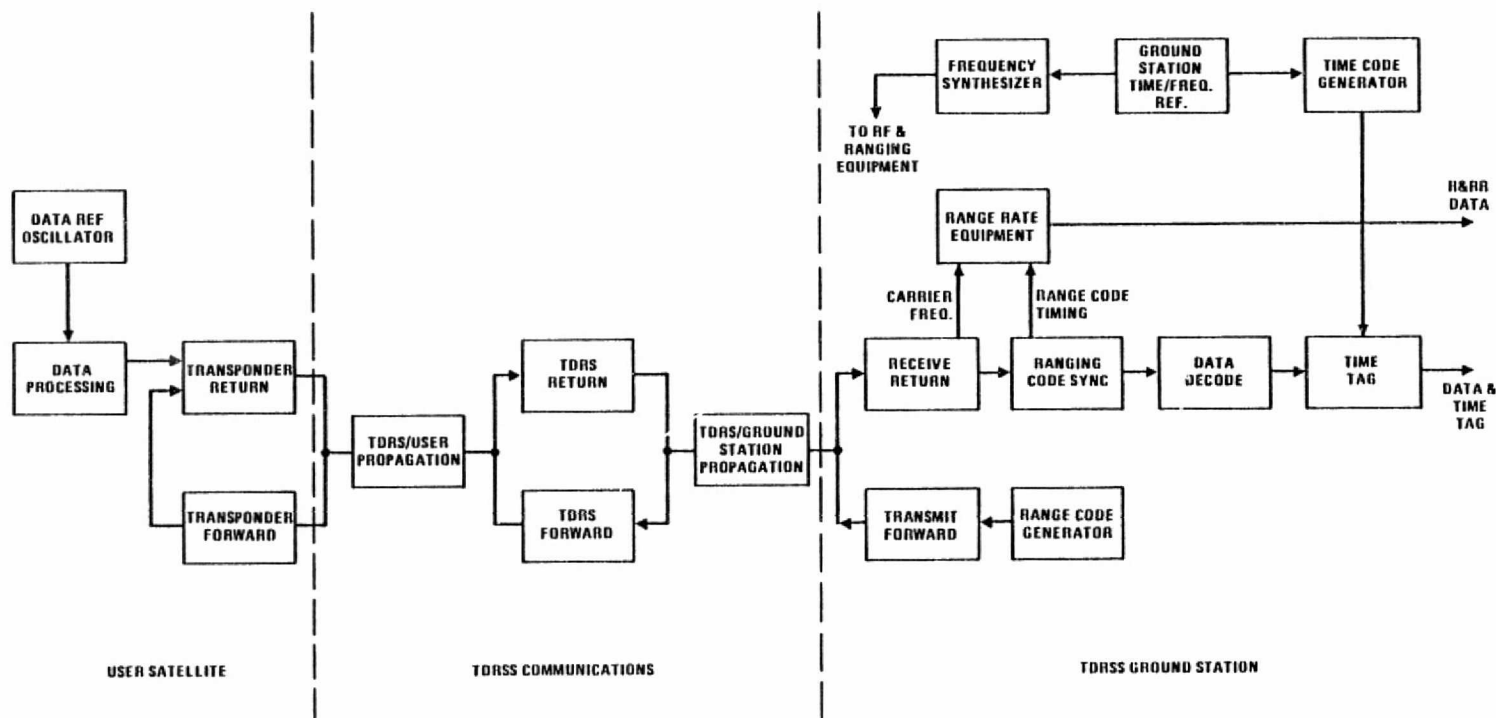 FREQUENCY
SYNTHESIZER
GROUND
STATION
TIME/FREQ.
REF.
TIME CODE
GENERATOR
TO RF &
RANGING
EQUIPMENT
DATA REF
OSCILLATOR
RANGE RATE
EQUIPMENT
R&RR
DATA
CARRIER
FREQ.
RANGE CODE
TIMING
DATA
PROCESSING
TRANSPONDER
RETURN
TDRS
RETURN
RECEIVE
RETURN
RANGING
CODE SYNC
DATA
DECODE
TIME
TAG
DATA &
TIME
TAG
TDRS/USER
PROPAGATION
TDRS/GROUND
STATION
PROPAGATION
TRANSPONDER
FORWARD
TDRS
FORWARD
TRANSMIT
FORWARD
RANGE CODE
GENERATOR
USER SATELLITE
TDRSS COMMUNICATIONS
TDRSS GROUND STATION